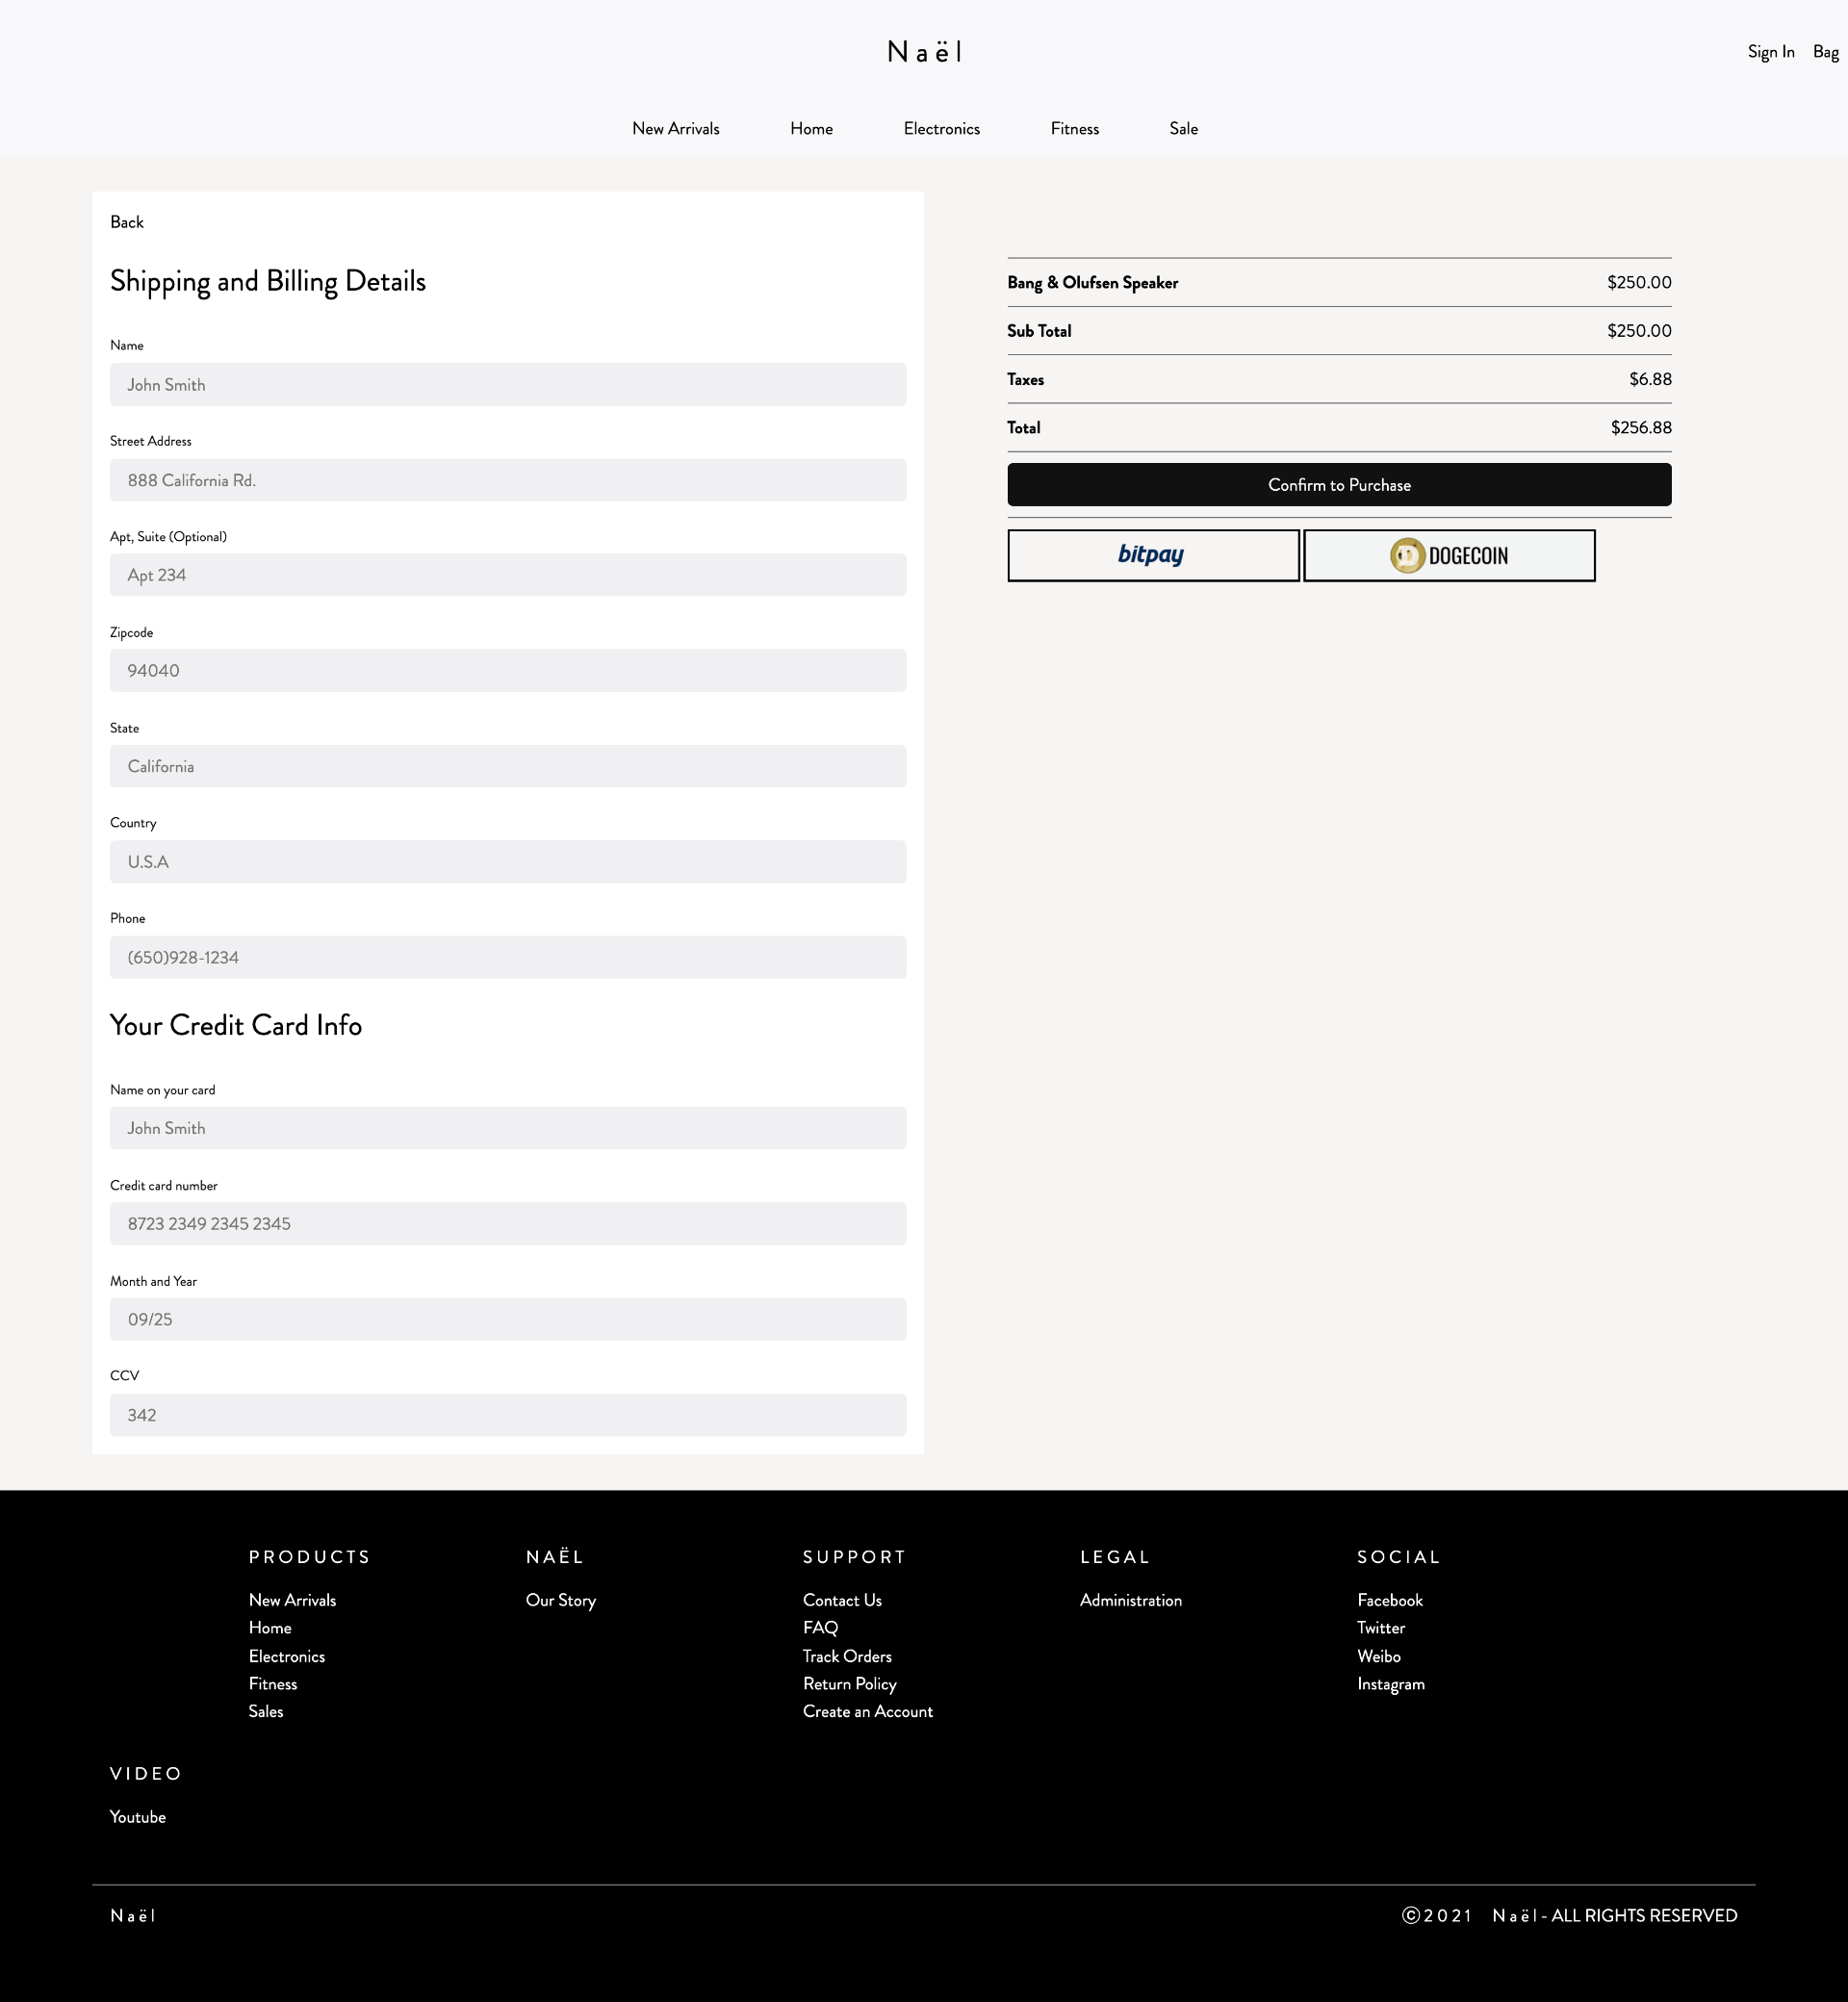 Naël
Sign In Bag
New Arrivals Home Electronics Fitness Sale
Back
Shipping and Billing Details
Name
John Smith
Street Address
888 California Rd.
Apt, Suite (Optional)
Apt 234
Zipcode
94040
State
California
Country
U.S.A
Phone
(650)928-1234
Your Credit Card Info
Name on your card
John Smith
Credit card number
8723 2349 2345 2345
Month and Year
09/25
CCV
342
Bang & Olufsen Speaker $250.00
Sub Total $250.00
Taxes $6.88
Total $256.88
Confirm to Purchase
bitpay DOGECOIN
PRODUCTS
New Arrivals
Home
Electronics
Fitness
Sales
NAËL
Our Story
SUPPORT
Contact Us
FAQ
Track Orders
Return Policy
Create an Account
LEGAL
Administration
SOCIAL
Facebook
Twitter
Weibo
Instagram
VIDEO
Youtube
Naël
©2021 Naël - ALL RIGHTS RESERVED